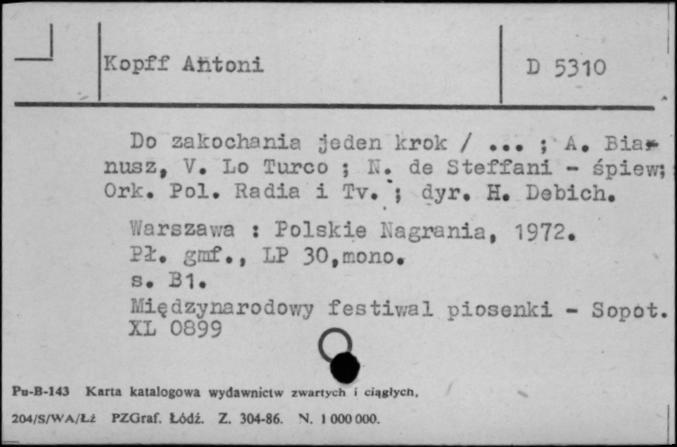 Kopff Antoni
D 5310
Do zakochania jeden krok / ... ; A. Bia-
nusz, V. Lo Turco ; N. de Steffani - śpiew;
Ork. Pol. Radia i Tv. ; dyr. H. Debich.
Warszawa : Polskie Nagrania, 1972.
Pł. gmf., LP 30,mono.
s. B1.
Międzynarodowy festiwal piosenki - Sopot.
XL 0899
Pu-B-143 Karta katalogowa wydawnictw zwartych i ciągłych,
204/S/WA/Łź PZGraf. Łódź. Z. 304-86. N. 1 000 000.